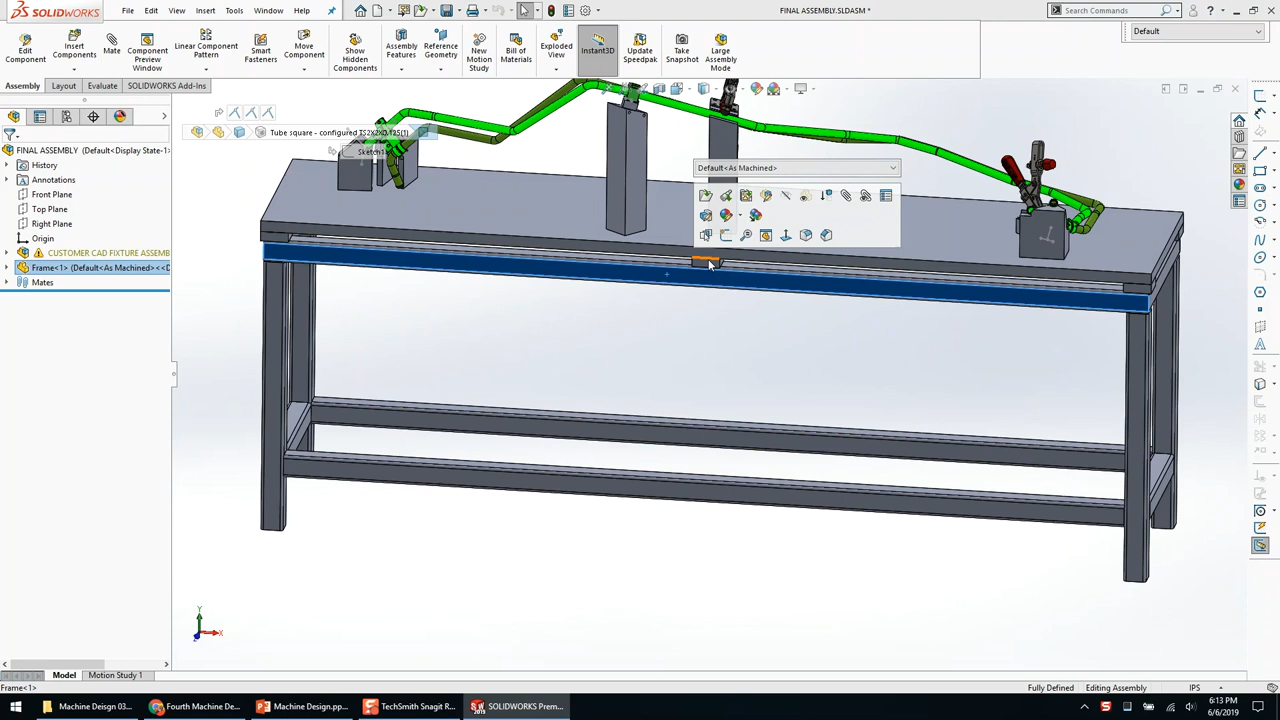 SOLIDWORKS
File
Edit
View
Insert
Tools
Window
Help
FINAL ASSEMBLY.SLDASM *
Search Commands
Edit Component
Insert Components
Mate
Component Preview Window
Linear Component Pattern
Smart Fasteners
Move Component
Show Hidden Components
Assembly Features
Reference Geometry
New Motion Study
Bill of Materials
Exploded View
Instant3D
Update Speedpak
Take Snapshot
Large Assembly Mode
Default
Assembly
Layout
Evaluate
SOLIDWORKS Add-Ins
Tube square - configured TS2X2X0.125(1)
FINAL ASSEMBLY (Default<Display State-1>
History
Annotations
Front Plane
Top Plane
Right Plane
Origin
CUSTOMER CAD FIXTURE ASSEMB
Frame<1> (Default<As Machined><<D
Mates
Default<As Machined>
Y
X
Model
Motion Study 1
Frame<1>
Fully Defined
Editing Assembly
IPS
Machine Deisgn 03...
Fourth Machine De...
Machine Design.pp...
TechSmith Snagit R...
SOLIDWORKS Prem...
6:13 PM
6/6/2019